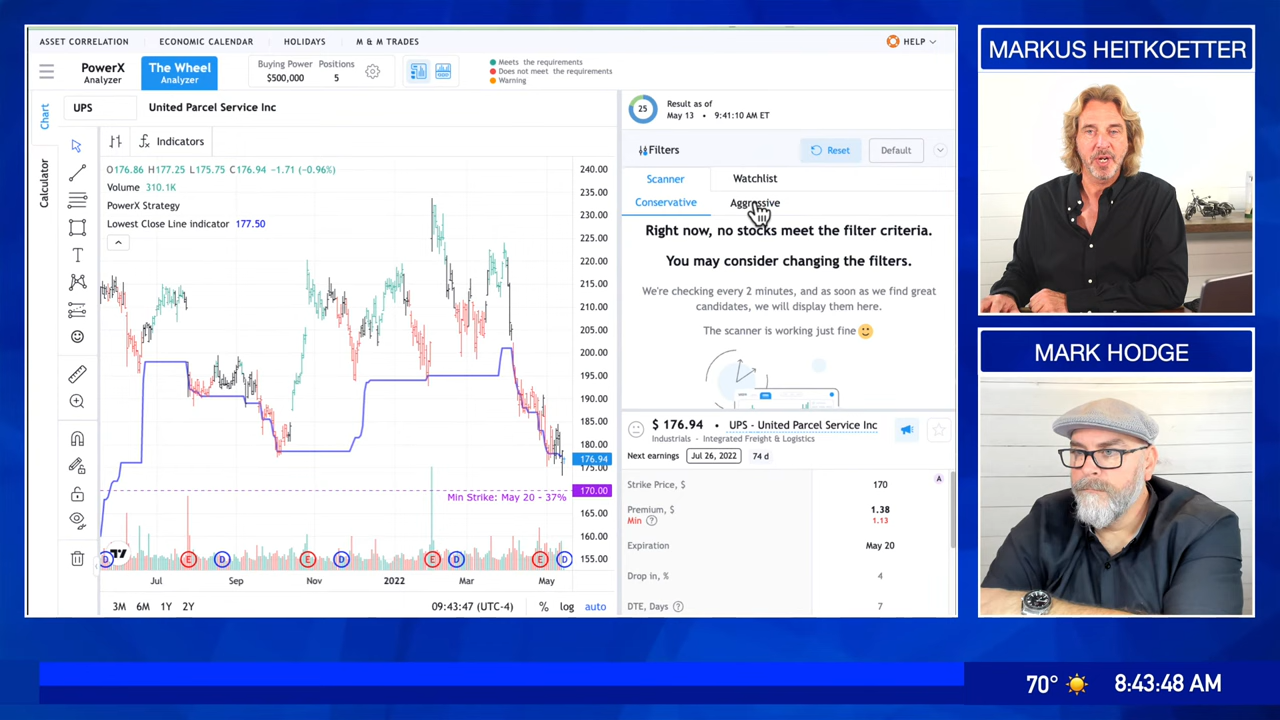 ASSET CORRELATION ECONOMIC CALENDAR HOLIDAYS M & M TRADES HELP
PowerX
Analyzer
The Wheel
Analyzer
Buying Power Positions
$500,000 5
Meets the requirements
Does not meet the requirements
Warning
Chart
Calculator
UPS United Parcel Service Inc
Indicators
O176.86 H177.25 L175.75 C176.94 −1.71 (−0.96%)
Volume 310.1K
PowerX Strategy
Lowest Close Line indicator 177.50
240.00
235.00
230.00
225.00
220.00
215.00
210.00
205.00
200.00
195.00
190.00
185.00
180.00
176.94
175.00
170.00
165.00
160.00
155.00
Min Strike: May 20 - 37%
D E D E D E D E D
Jul Sep Nov 2022 Mar May
3M 6M 1Y 2Y 09:43:47 (UTC-4) % log auto
25
Result as of
May 13 • 9:41:10 AM ET
Filters Reset Default
Scanner Watchlist
Conservative Aggressive
Right now, no stocks meet the filter criteria.
You may consider changing the filters.
We're checking every 2 minutes, and as soon as we find great
candidates, we will display them here.
The scanner is working just fine
$ 176.94 • UPS - United Parcel Service Inc
Industrials • Integrated Freight & Logistics
Next earnings Jul 26, 2022 74 d
A
Strike Price, $ 170
Premium, $ 1.38
Min 1.13
Expiration May 20
Drop in, % 4
DTE, Days 7
MARKUS HEITKOETTER
MARK HODGE
70° 8:43:48 AM